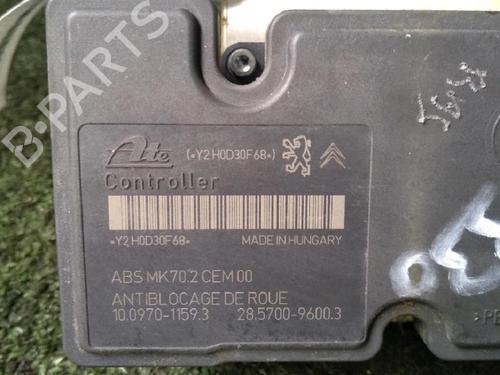 B-PARTS
Ate
(*Y2H0D30F68*)
Controller
*Y2H0D30F68*
MADE IN HUNGARY
ABS MK70.2 CEM 00
ANTIBLOCAGE DE ROUE
10.0970-1159.3
28.5700-9600.3